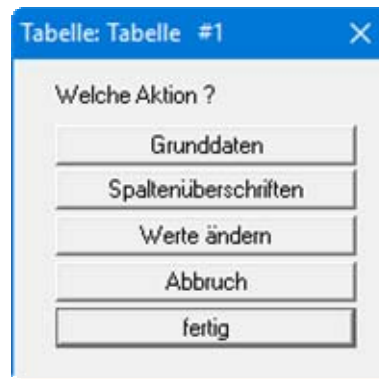 Tabelle: Tabelle #1
Welche Aktion ?
Grunddaten
Spaltenüberschriften
Werte ändern
Abbruch
fertig